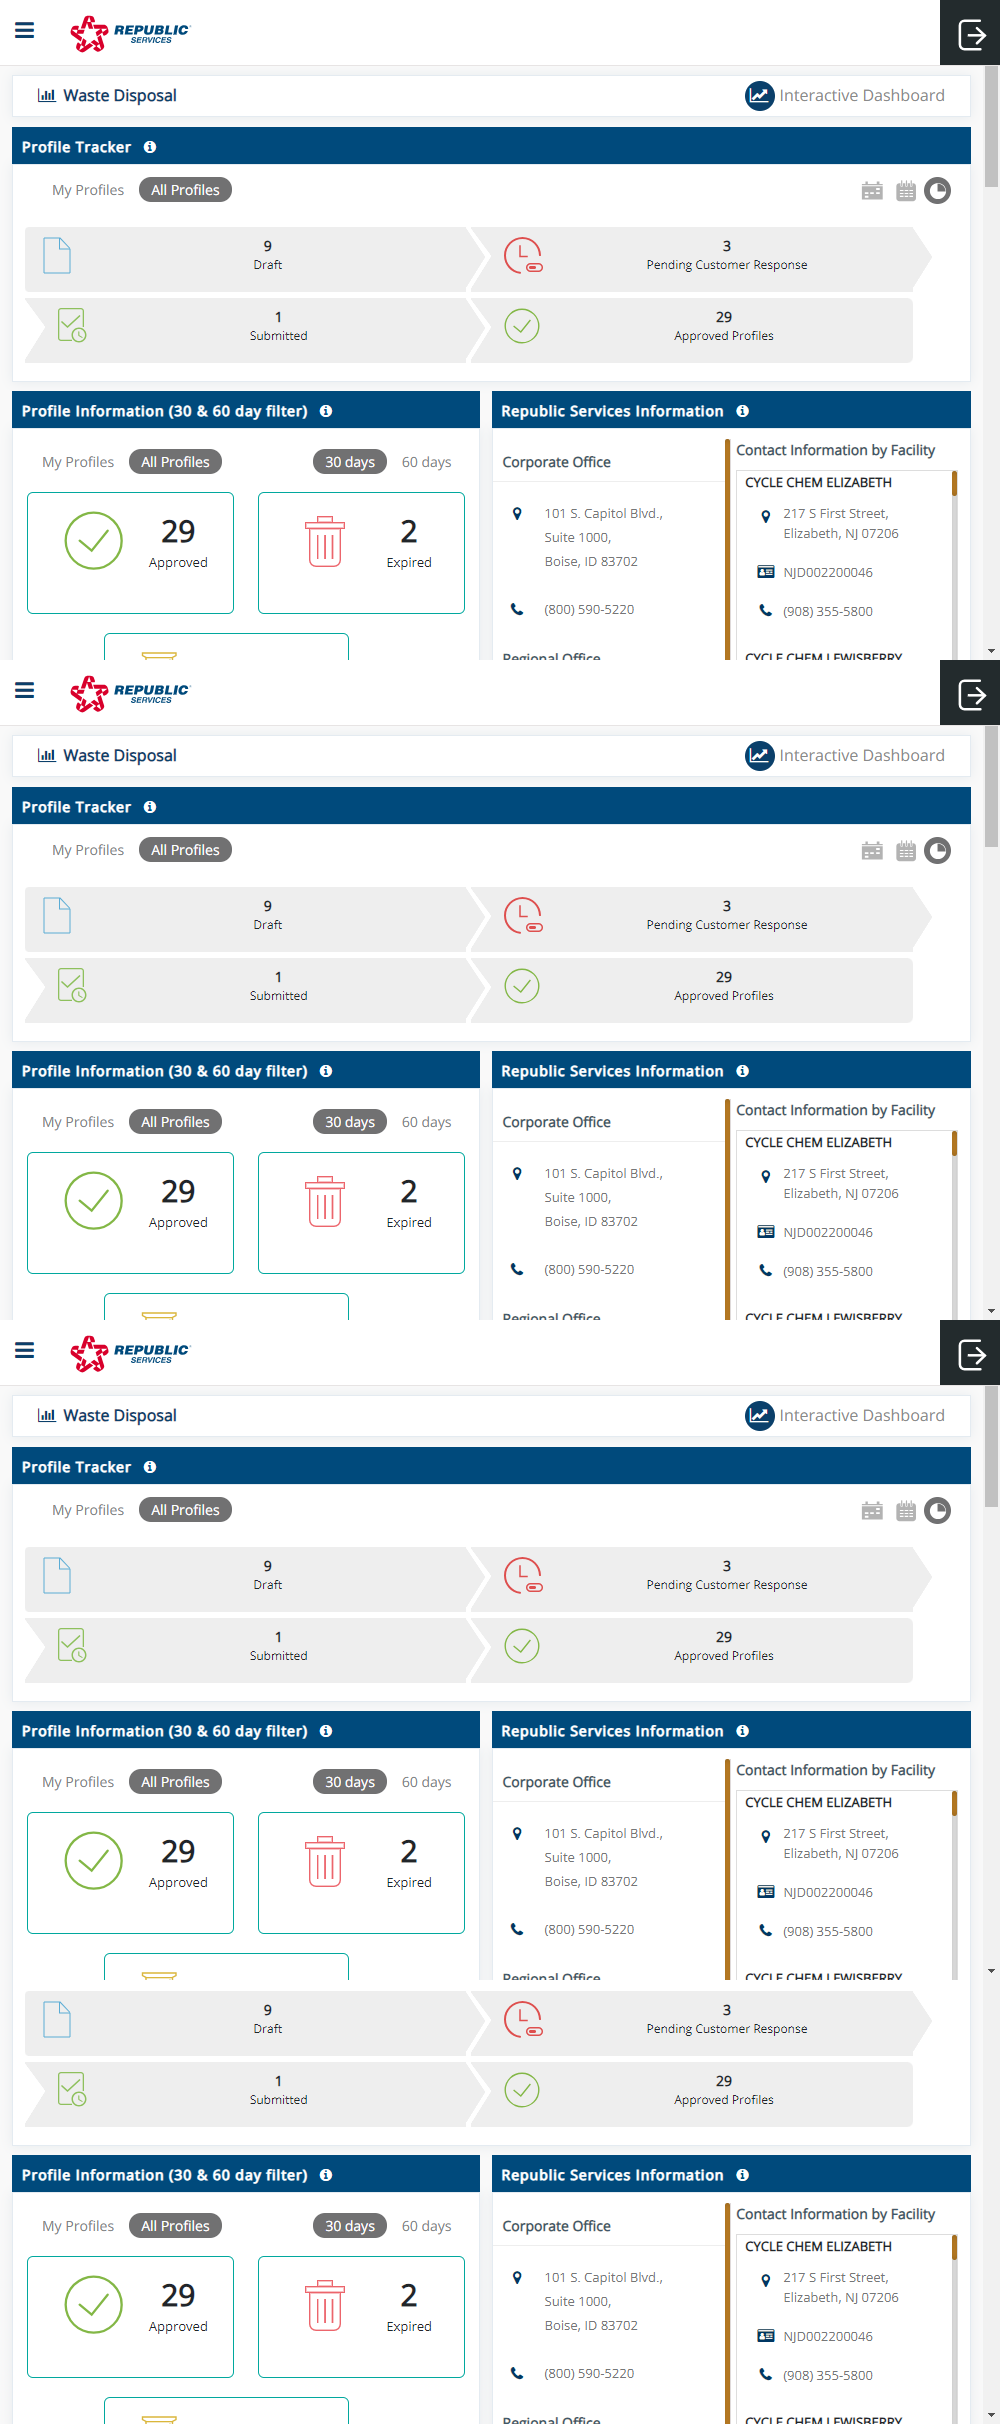 REPUBLIC
SERVICES
Waste Disposal
Interactive Dashboard
Profile Tracker
My Profiles
All Profiles
9
Draft
3
Pending Customer Response
1
Submitted
29
Approved Profiles
Profile Information (30 & 60 day filter)
My Profiles
All Profiles
30 days
60 days
29
Approved
2
Expired
Republic Services Information
Corporate Office
101 S. Capitol Blvd.,
Suite 1000,
Boise, ID 83702
(800) 590-5220
Regional Office
Contact Information by Facility
CYCLE CHEM ELIZABETH
217 S First Street,
Elizabeth, NJ 07206
NJD002200046
(908) 355-5800
CYCLE CHEM LEWISBERRY
REPUBLIC
SERVICES
Waste Disposal
Interactive Dashboard
Profile Tracker
My Profiles
All Profiles
9
Draft
3
Pending Customer Response
1
Submitted
29
Approved Profiles
Profile Information (30 & 60 day filter)
My Profiles
All Profiles
30 days
60 days
29
Approved
2
Expired
Republic Services Information
Corporate Office
101 S. Capitol Blvd.,
Suite 1000,
Boise, ID 83702
(800) 590-5220
Regional Office
Contact Information by Facility
CYCLE CHEM ELIZABETH
217 S First Street,
Elizabeth, NJ 07206
NJD002200046
(908) 355-5800
CYCLE CHEM LEWISBERRY
REPUBLIC
SERVICES
Waste Disposal
Interactive Dashboard
Profile Tracker
My Profiles
All Profiles
9
Draft
3
Pending Customer Response
1
Submitted
29
Approved Profiles
Profile Information (30 & 60 day filter)
My Profiles
All Profiles
30 days
60 days
29
Approved
2
Expired
Republic Services Information
Corporate Office
101 S. Capitol Blvd.,
Suite 1000,
Boise, ID 83702
(800) 590-5220
Regional Office
Contact Information by Facility
CYCLE CHEM ELIZABETH
217 S First Street,
Elizabeth, NJ 07206
NJD002200046
(908) 355-5800
CYCLE CHEM LEWISBERRY
9
Draft
3
Pending Customer Response
1
Submitted
29
Approved Profiles
Profile Information (30 & 60 day filter)
My Profiles
All Profiles
30 days
60 days
29
Approved
2
Expired
Republic Services Information
Corporate Office
101 S. Capitol Blvd.,
Suite 1000,
Boise, ID 83702
(800) 590-5220
Regional Office
Contact Information by Facility
CYCLE CHEM ELIZABETH
217 S First Street,
Elizabeth, NJ 07206
NJD002200046
(908) 355-5800
CYCLE CHEM LEWISBERRY